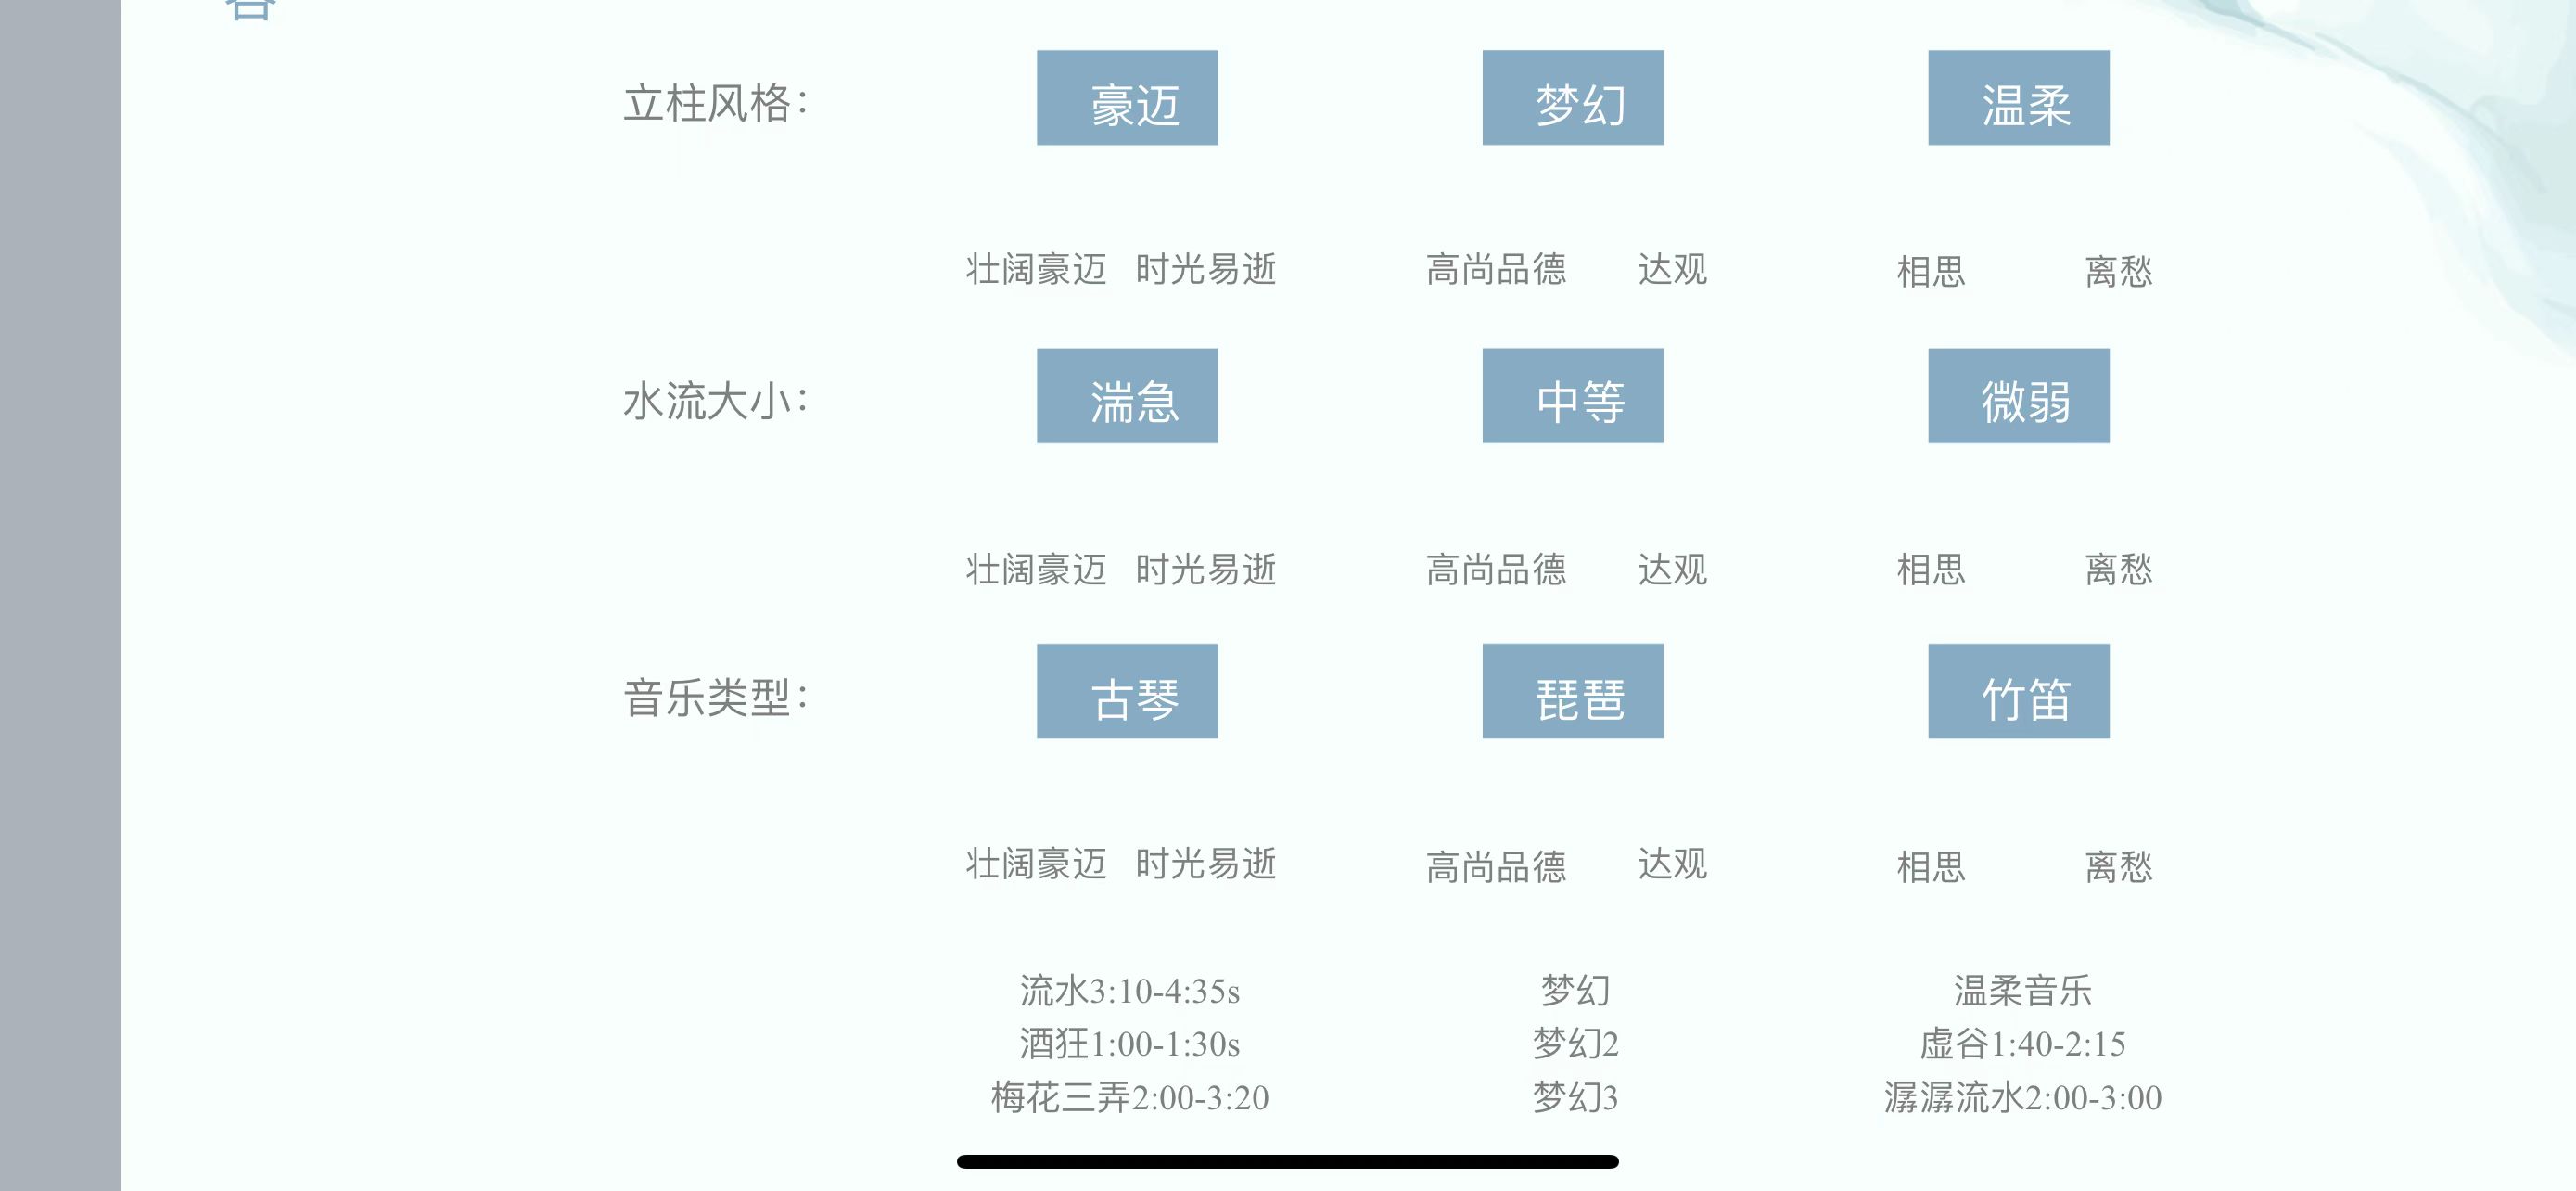 立柱风格： 豪迈 梦幻 温柔
壮阔豪迈 时光易逝 高尚品德 达观 相思 离愁
水流大小： 湍急 中等 微弱
壮阔豪迈 时光易逝 高尚品德 达观 相思 离愁
音乐类型： 古琴 琵琶 竹笛
壮阔豪迈 时光易逝 高尚品德 达观 相思 离愁
流水3:10-4:35s 梦幻 温柔音乐
酒狂1:00-1:30s 梦幻2 虚谷1:40-2:15
梅花三弄2:00-3:20 梦幻3 潺潺流水2:00-3:00